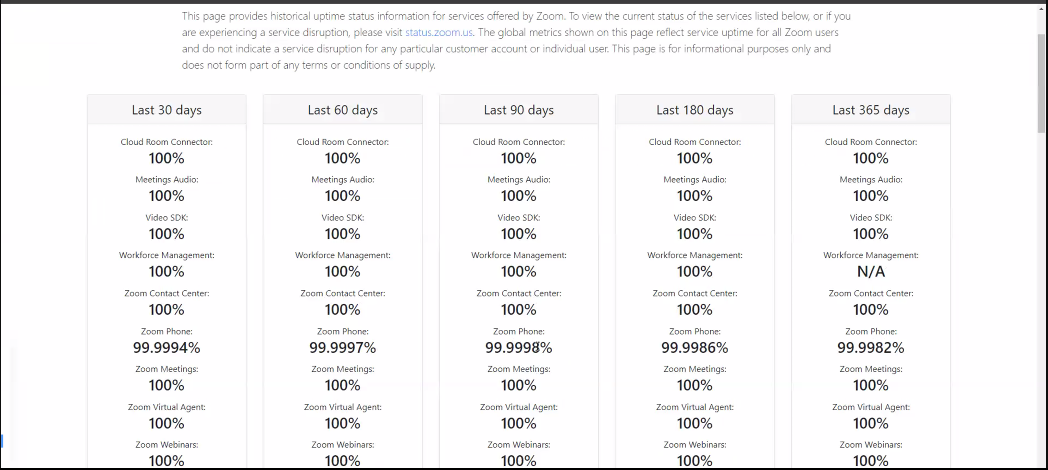 This page provides historical uptime status information for services offered by Zoom. To view the current status of the services listed below, or if you
are experiencing a service disruption, please visit status.zoom.us. The global metrics shown on this page reflect service uptime for all Zoom users
and do not indicate a service disruption for any particular customer account or individual user. This page is for informational purposes only and
does not form part of any terms or conditions of supply.
Last 30 days
Cloud Room Connector:
100%
Meetings Audio:
100%
Video SDK:
100%
Workforce Management:
100%
Zoom Contact Center:
100%
Zoom Phone:
99.9994%
Zoom Meetings:
100%
Zoom Virtual Agent:
100%
Zoom Webinars:
100%
Last 60 days
Cloud Room Connector:
100%
Meetings Audio:
100%
Video SDK:
100%
Workforce Management:
100%
Zoom Contact Center:
100%
Zoom Phone:
99.9997%
Zoom Meetings:
100%
Zoom Virtual Agent:
100%
Zoom Webinars:
100%
Last 90 days
Cloud Room Connector:
100%
Meetings Audio:
100%
Video SDK:
100%
Workforce Management:
100%
Zoom Contact Center:
100%
Zoom Phone:
99.9998%
Zoom Meetings:
100%
Zoom Virtual Agent:
100%
Zoom Webinars:
100%
Last 180 days
Cloud Room Connector:
100%
Meetings Audio:
100%
Video SDK:
100%
Workforce Management:
100%
Zoom Contact Center:
100%
Zoom Phone:
99.9986%
Zoom Meetings:
100%
Zoom Virtual Agent:
100%
Zoom Webinars:
100%
Last 365 days
Cloud Room Connector:
100%
Meetings Audio:
100%
Video SDK:
100%
Workforce Management:
N/A
Zoom Contact Center:
100%
Zoom Phone:
99.9982%
Zoom Meetings:
100%
Zoom Virtual Agent:
100%
Zoom Webinars:
100%